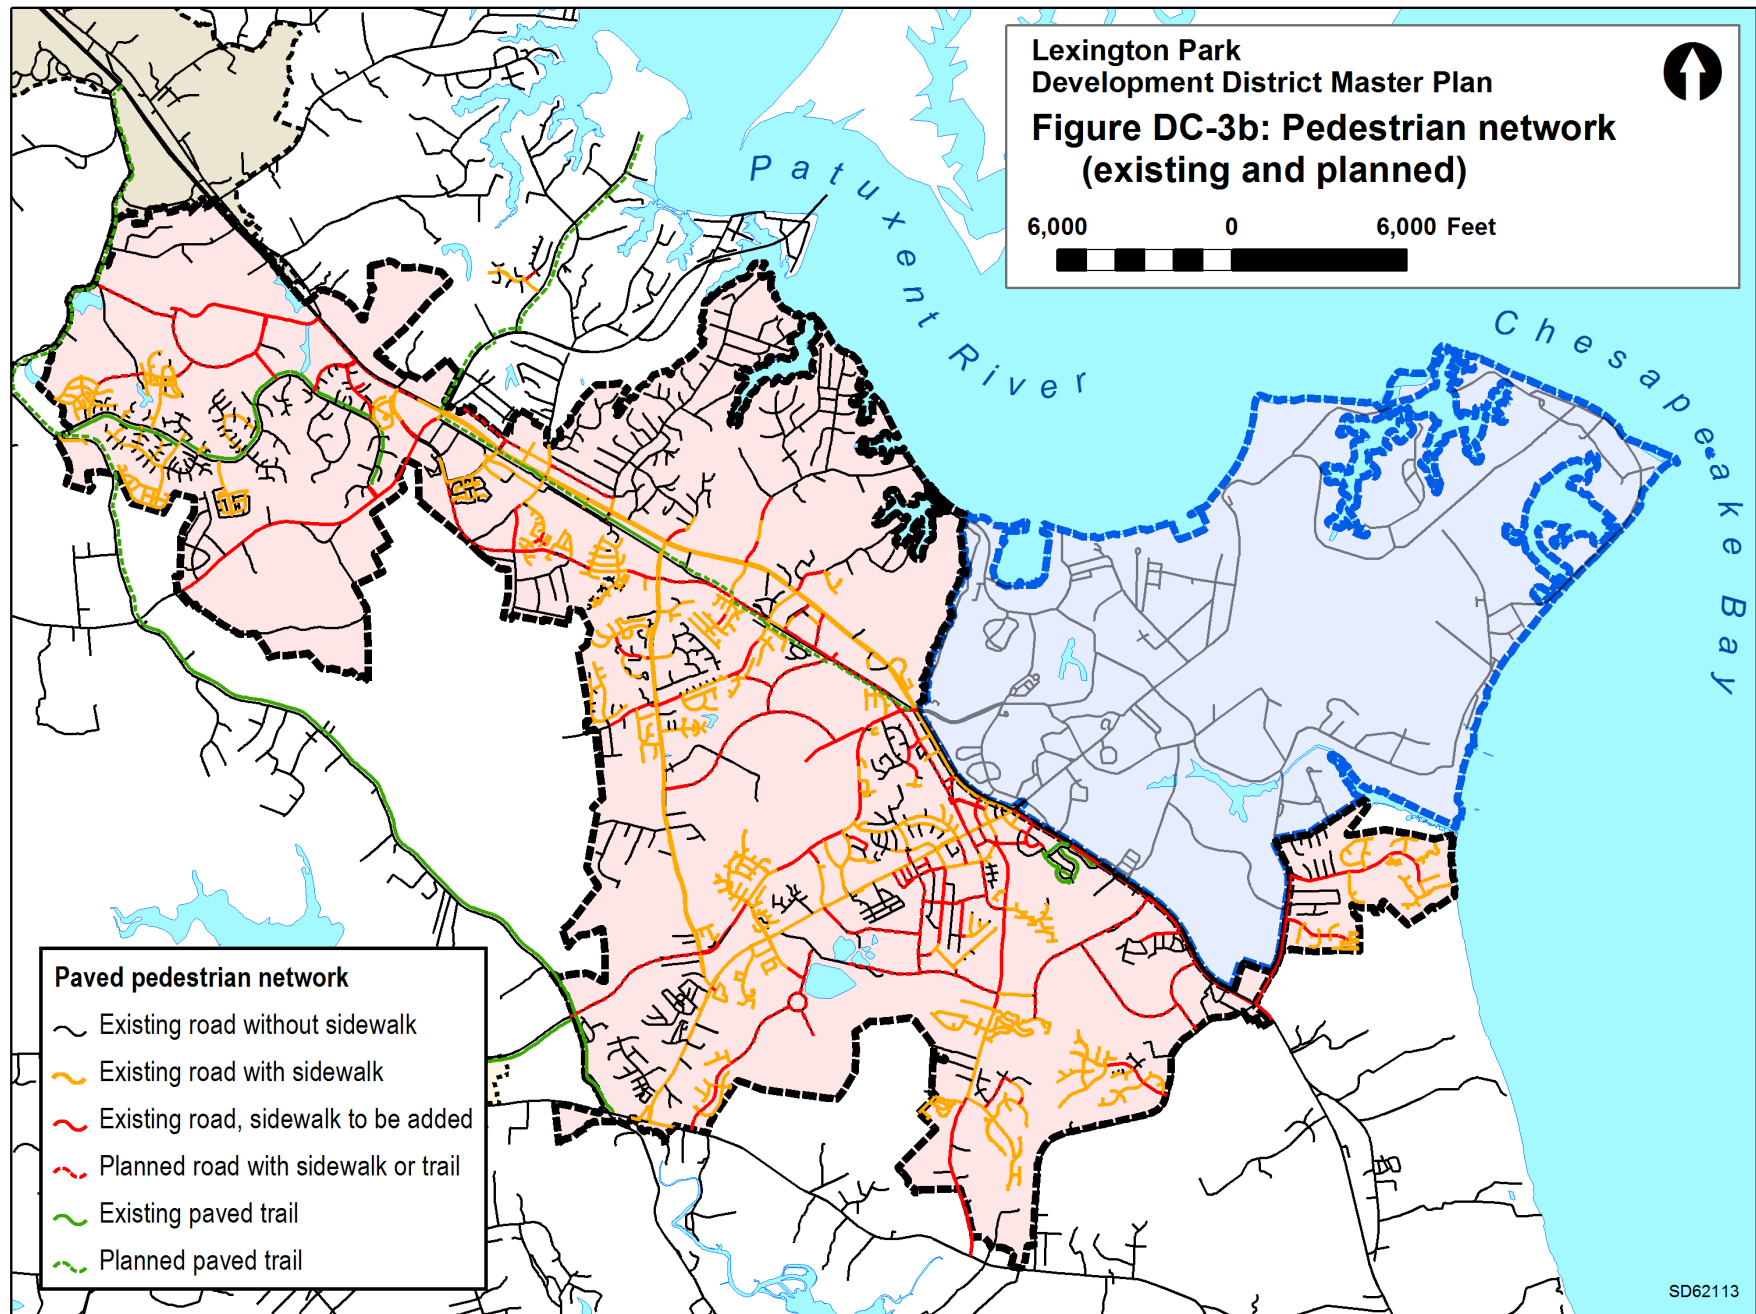 Lexington Park
Development District Master Plan
Figure DC-3b: Pedestrian network
(existing and planned)
6,000 0 6,000 Feet
Patuxent River
Chesapeake Bay
Paved pedestrian network
Existing road without sidewalk
Existing road with sidewalk
Existing road, sidewalk to be added
Planned road with sidewalk or trail
Existing paved trail
Planned paved trail
SD62113